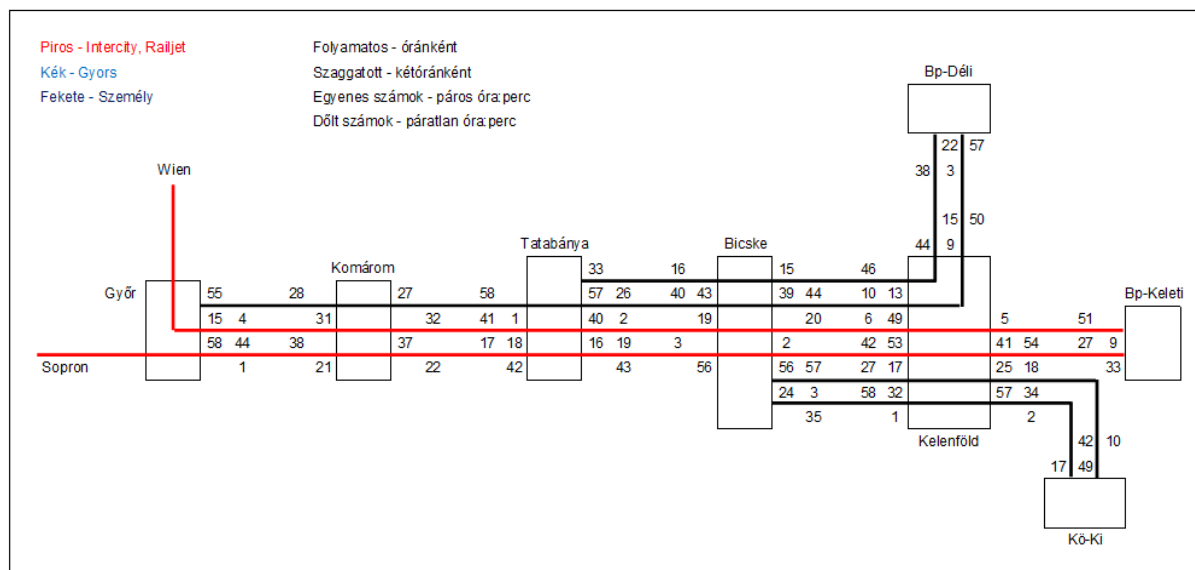 Piros - Intercity, Railjet Folyamatos - óránként
Kék - Gyors Szaggatott - kétóránként
Fekete - Személy Egyenes számok - páros óra:perc
Dőlt számok - páratlan óra:perc
Bp-Déli
22 57
38 3
Wien
15 50
44 9
Tatabánya Bicske
Komárom 33 16 15 46
Győr 55 28 27 58 57 26 40 43 39 44 10 13 Bp-Keleti
15 4 31 32 41 1 40 2 19 20 6 49 5 51
58 44 38 37 17 18 16 19 3 2 42 53 41 54 27 9
Sopron 1 21 22 42 43 56 56 57 27 17 25 18 33
24 3 58 32 57 34
35 1 2
Kelenföld
42 10
17 49
Kö-Ki